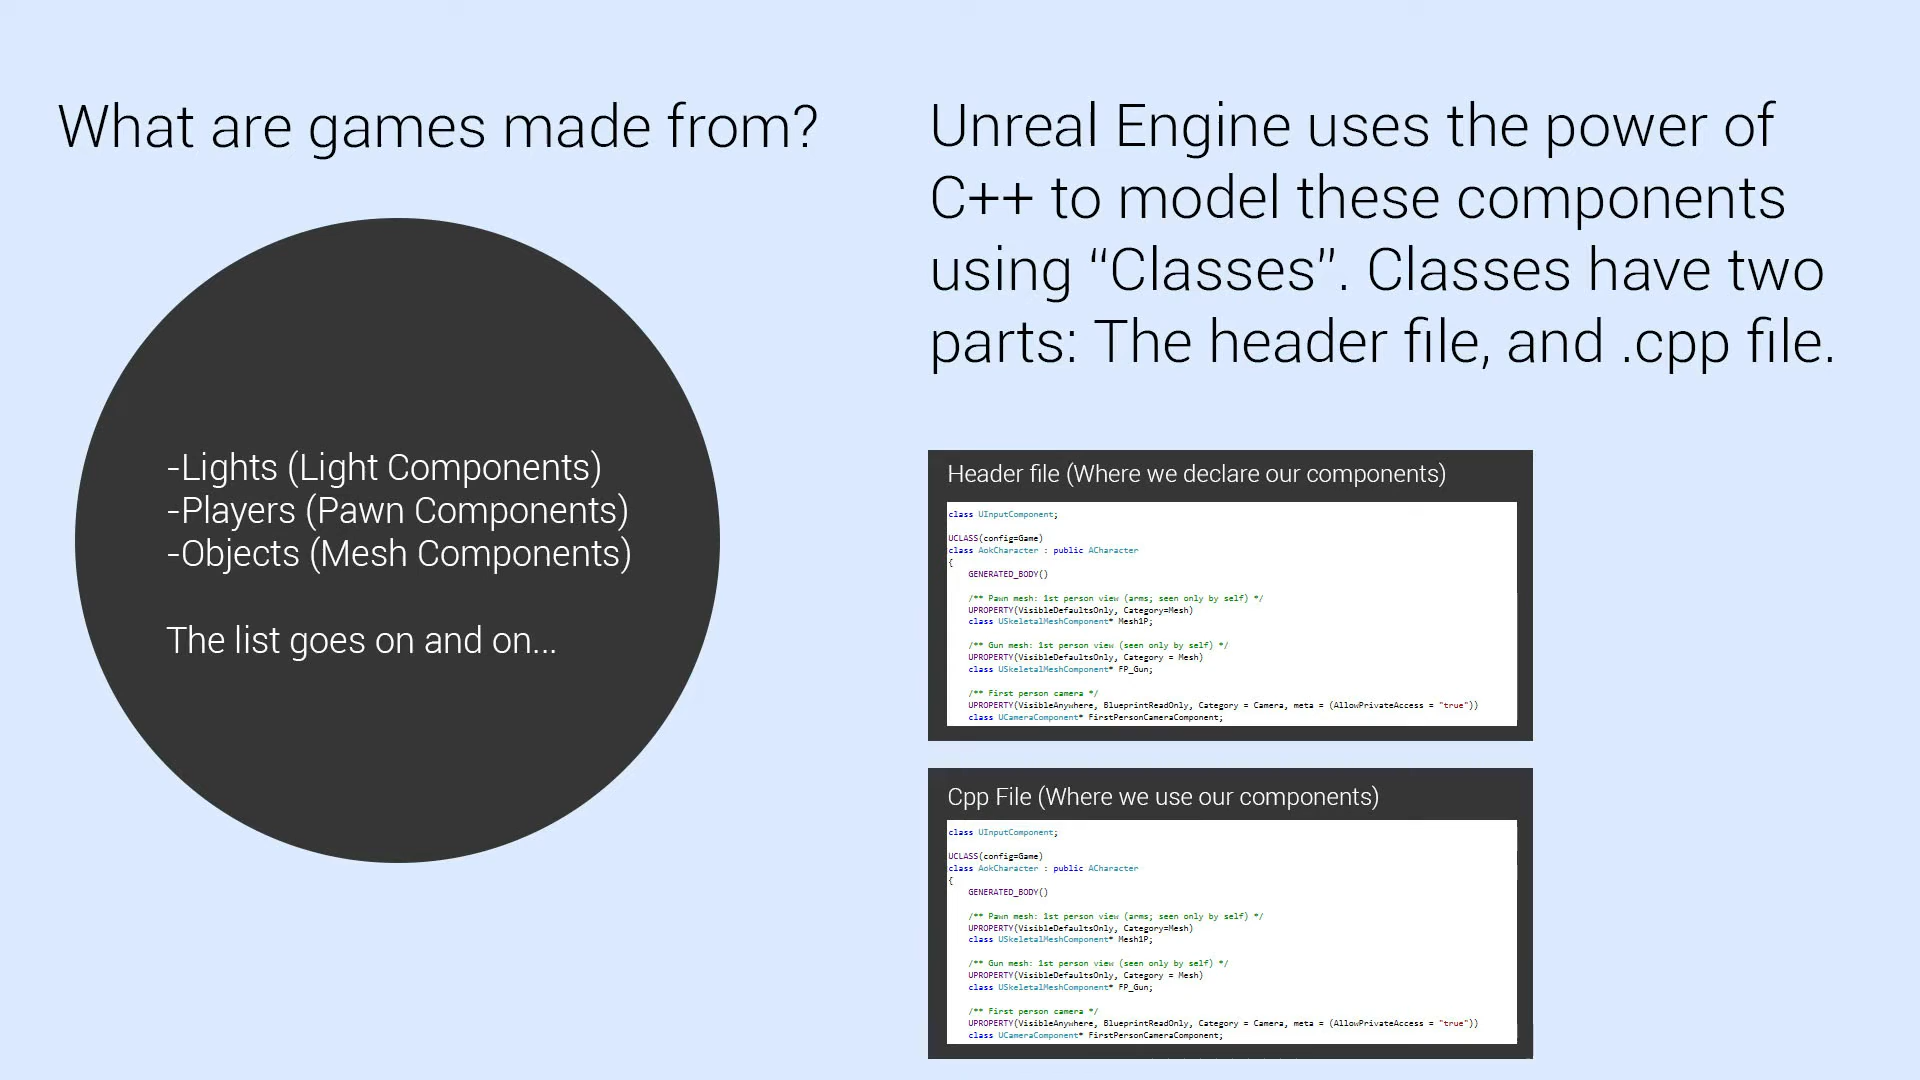 What are games made from?
-Lights (Light Components)
-Players (Pawn Components)
-Objects (Mesh Components)
The list goes on and on...
Unreal Engine uses the power of
C++ to model these components
using “Classes”. Classes have two
parts: The header file, and .cpp file.
Header file (Where we declare our components)
class UInputComponent;
UCLASS(config=Game)
class AokCharacter : public ACharacter
{
GENERATED_BODY()
/** Pawn mesh: 1st person view (arms; seen only by self) */
UPROPERTY(VisibleDefaultsOnly, Category=Mesh)
class USkeletalMeshComponent* Mesh1P;
/** Gun mesh: 1st person view (seen only by self) */
UPROPERTY(VisibleDefaultsOnly, Category = Mesh)
class USkeletalMeshComponent* FP_Gun;
/** First person camera */
UPROPERTY(VisibleAnywhere, BlueprintReadOnly, Category = Camera, meta = (AllowPrivateAccess = "true"))
class UCameraComponent* FirstPersonCameraComponent;
Cpp File (Where we use our components)
class UInputComponent;
UCLASS(config=Game)
class AokCharacter : public ACharacter
{
GENERATED_BODY()
/** Pawn mesh: 1st person view (arms; seen only by self) */
UPROPERTY(VisibleDefaultsOnly, Category=Mesh)
class USkeletalMeshComponent* Mesh1P;
/** Gun mesh: 1st person view (seen only by self) */
UPROPERTY(VisibleDefaultsOnly, Category = Mesh)
class USkeletalMeshComponent* FP_Gun;
/** First person camera */
UPROPERTY(VisibleAnywhere, BlueprintReadOnly, Category = Camera, meta = (AllowPrivateAccess = "true"))
class UCameraComponent* FirstPersonCameraComponent;